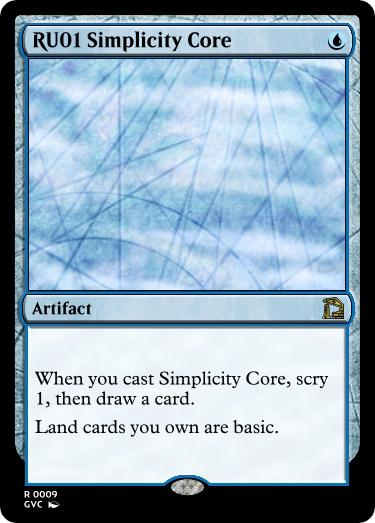 RU01 Simplicity Core
Artifact
When you cast Simplicity Core, scry
1, then draw a card.
Land cards you own are basic.
R 0009
GVC